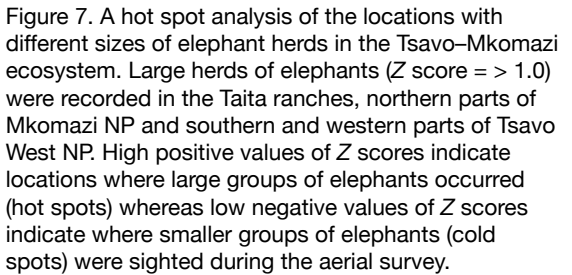 Figure 7. A hot spot analysis of the locations with
different sizes of elephant herds in the Tsavo–Mkomazi
ecosystem. Large herds of elephants (Z score = > 1.0)
were recorded in the Taita ranches, northern parts of
Mkomazi NP and southern and western parts of Tsavo
West NP. High positive values of Z scores indicate
locations where large groups of elephants occurred
(hot spots) whereas low negative values of Z scores
indicate where smaller groups of elephants (cold
spots) were sighted during the aerial survey.